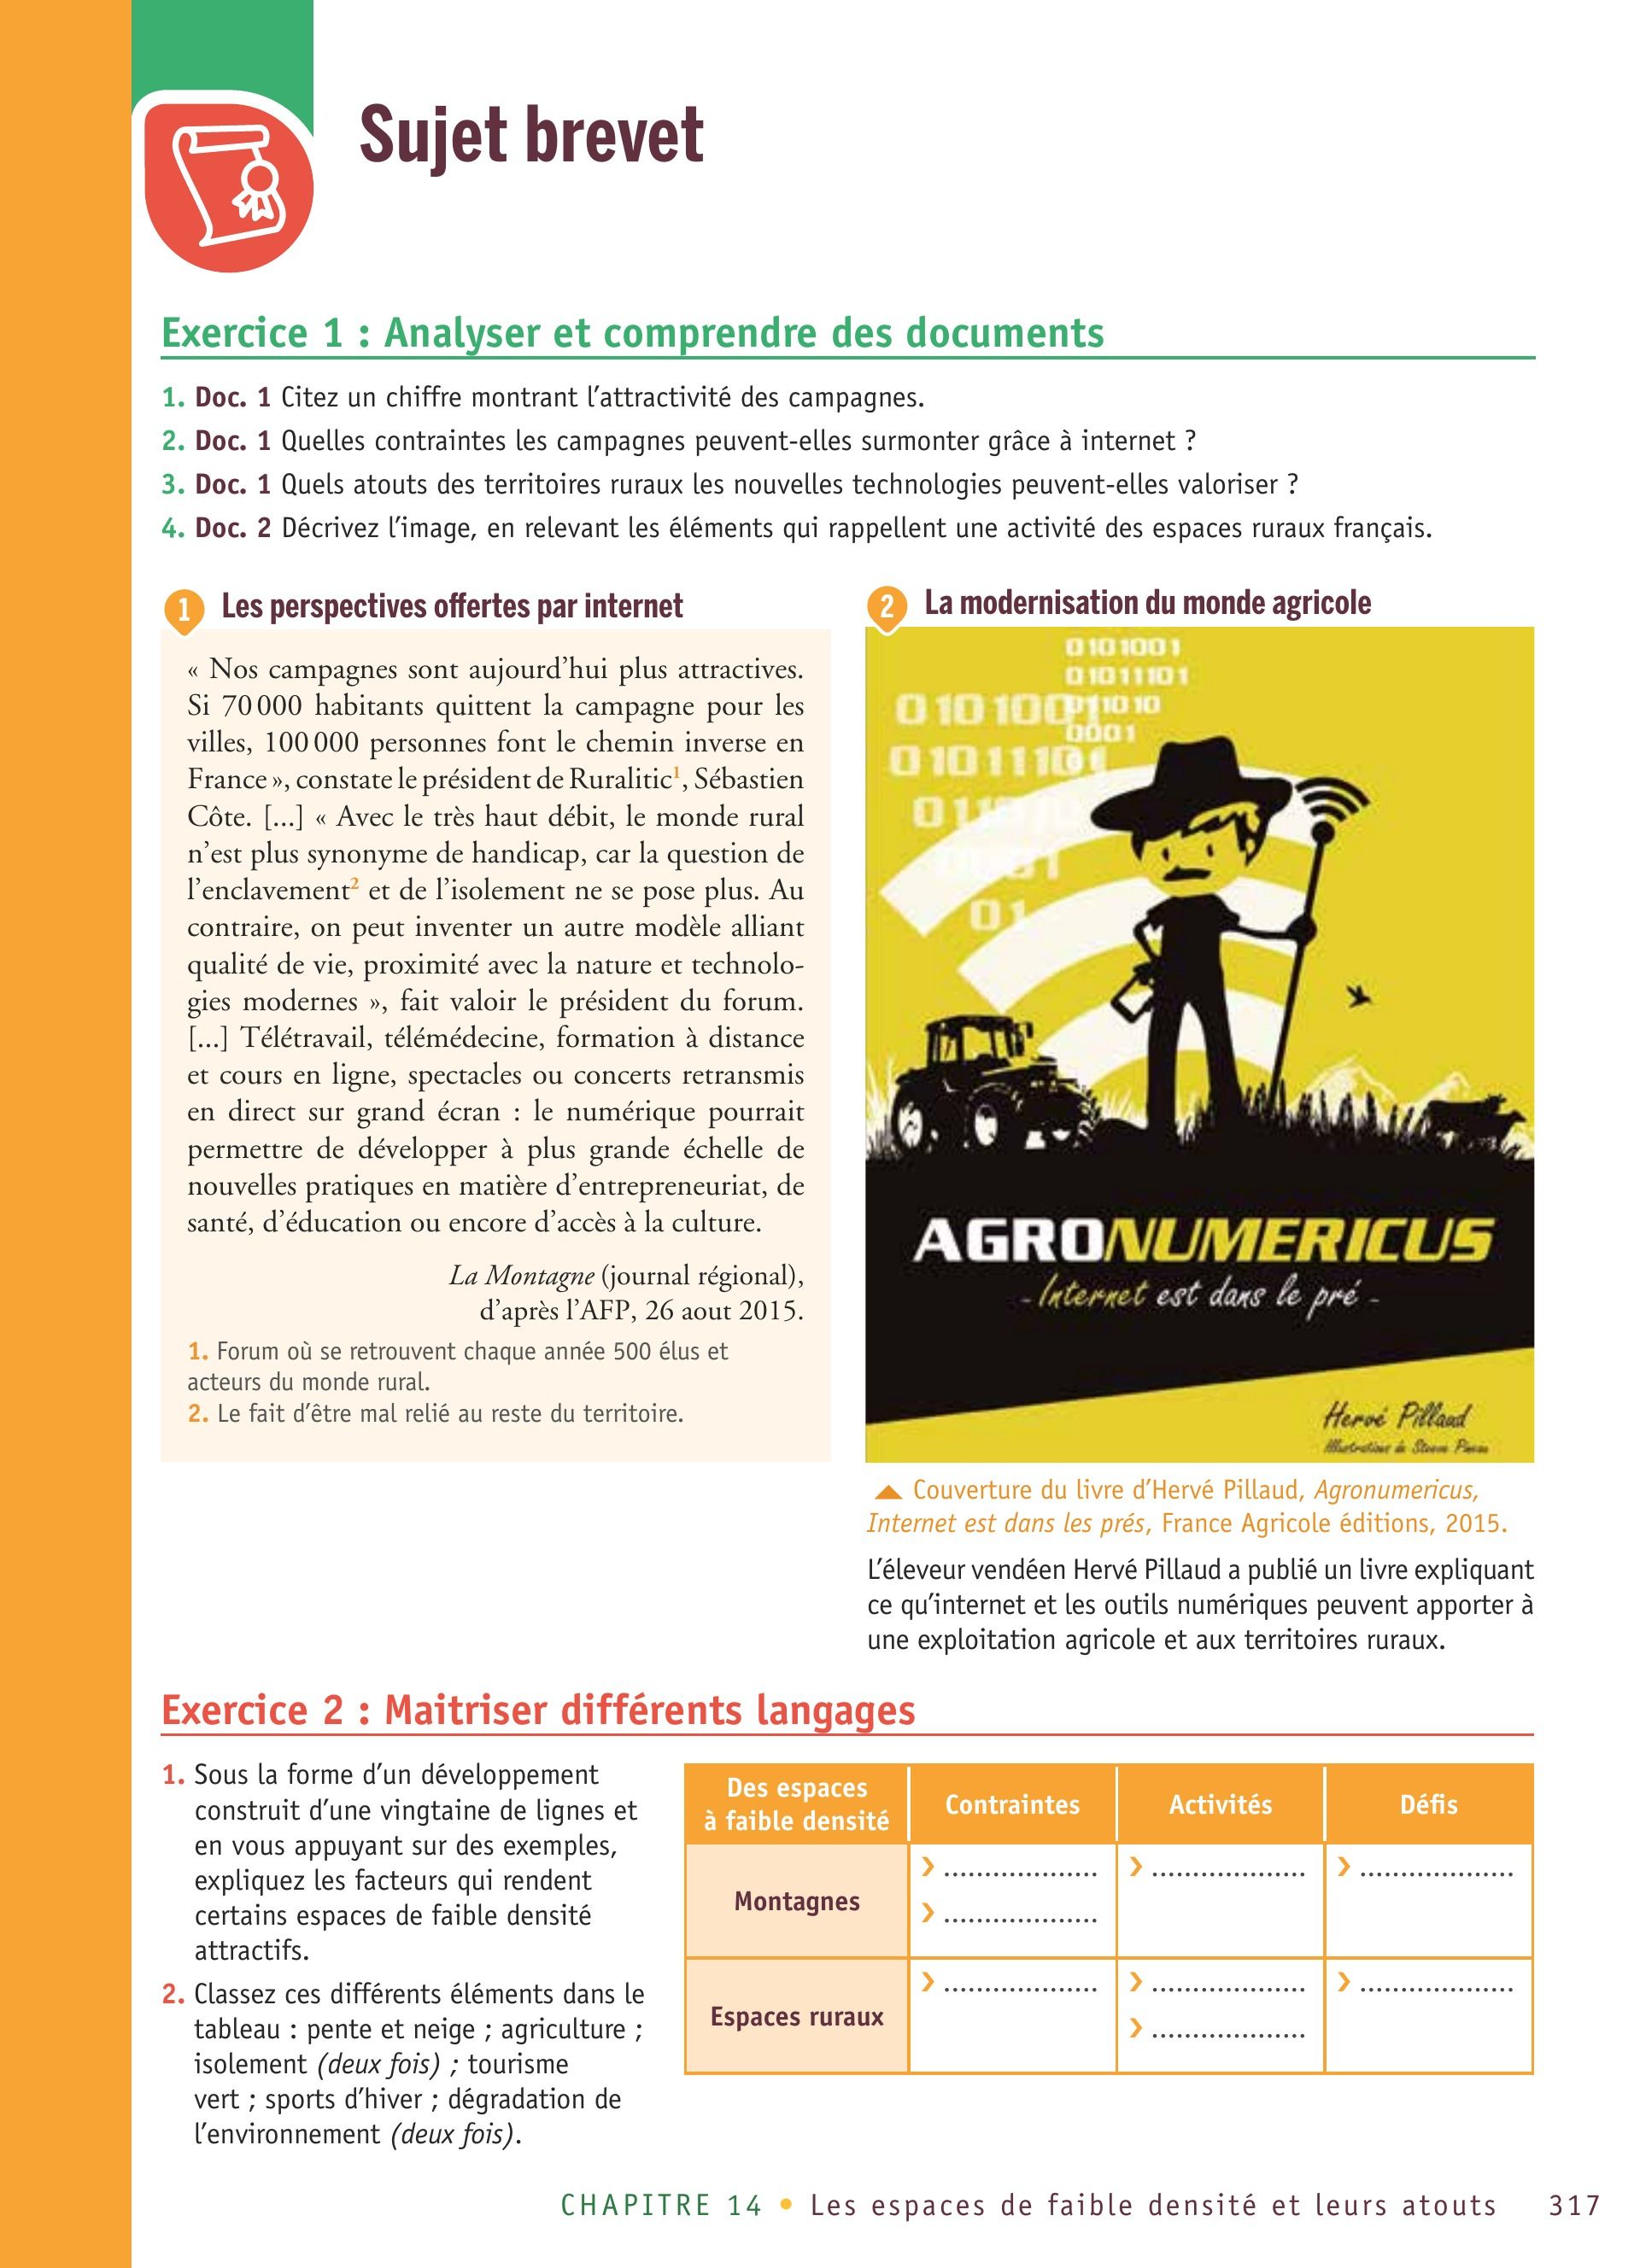 Sujet brevet
Exercice 1 : Analyser et comprendre des documents
1. Doc. 1 Citez un chiffre montrant l'attractivité des campagnes.
2. Doc. 1 Quelles contraintes les campagnes peuvent-elles surmonter grâce à internet ?
3. Doc. 1 Quels atouts des territoires ruraux les nouvelles technologies peuvent-elles valoriser ?
4. Doc. 2 Décrivez l'image, en relevant les éléments qui rappellent une activité des espaces ruraux français.
1 Les perspectives offertes par internet
« Nos campagnes sont aujourd'hui plus attractives.
Si 70 000 habitants quittent la campagne pour les
villes, 100 000 personnes font le chemin inverse en
France », constate le président de Ruralitic1, Sébastien
Côte. [...] « Avec le très haut débit, le monde rural
n'est plus synonyme de handicap, car la question de
l'enclavement2 et de l'isolement ne se pose plus. Au
contraire, on peut inventer un autre modèle alliant
qualité de vie, proximité avec la nature et technolo-
gies modernes », fait valoir le président du forum.
[...] Télétravail, télémédecine, formation à distance
et cours en ligne, spectacles ou concerts retransmis
en direct sur grand écran : le numérique pourrait
permettre de développer à plus grande échelle de
nouvelles pratiques en matière d'entrepreneuriat, de
santé, d'éducation ou encore d'accès à la culture.
La Montagne (journal régional),
d'après l'AFP, 26 aout 2015.
1. Forum où se retrouvent chaque année 500 élus et
acteurs du monde rural.
2. Le fait d'être mal relié au reste du territoire.
2 La modernisation du monde agricole
0101001
01011101
0001
01
AGRONUMERICUS
- Internet est dans le pré -
Hervé Pillaud
Illustrations de Steeve Pineau
Couverture du livre d'Hervé Pillaud, Agronumericus,
Internet est dans les prés, France Agricole éditions, 2015.
L'éleveur vendéen Hervé Pillaud a publié un livre expliquant
ce qu'internet et les outils numériques peuvent apporter à
une exploitation agricole et aux territoires ruraux.
Exercice 2 : Maitriser différents langages
1. Sous la forme d'un développement
construit d'une vingtaine de lignes et
en vous appuyant sur des exemples,
expliquez les facteurs qui rendent
certains espaces de faible densité
attractifs.
2. Classez ces différents éléments dans le
tableau : pente et neige ; agriculture ;
isolement (deux fois) ; tourisme
vert ; sports d'hiver ; dégradation de
l'environnement (deux fois).
Des espaces
à faible densité
Contraintes
Activités
Défis
Montagnes
› ...................
› ...................
› ...................
› ...................
Espaces ruraux
› ...................
› ...................
› ...................
› ...................
CHAPITRE 14 • Les espaces de faible densité et leurs atouts 317